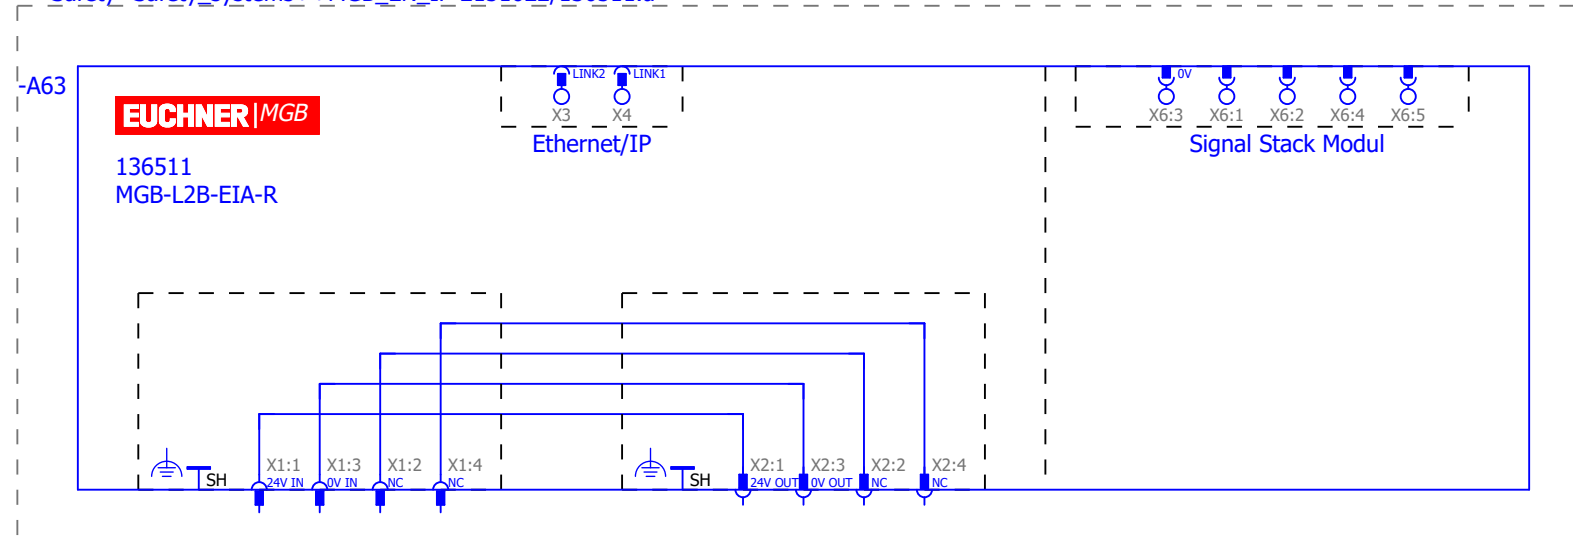 -A63
LINK2 LINK1
0V
EUCHNER|MGB
X3 X4
X6:3 X6:1 X6:2 X6:4 X6:5
Ethernet/IP
Signal Stack Modul
136511
MGB-L2B-EIA-R
X1:1 X1:3 X1:2 X1:4
X2:1 X2:3 X2:2 X2:4
SH 24V IN 0V IN NC NC
SH 24V OUT 0V OUT NC NC